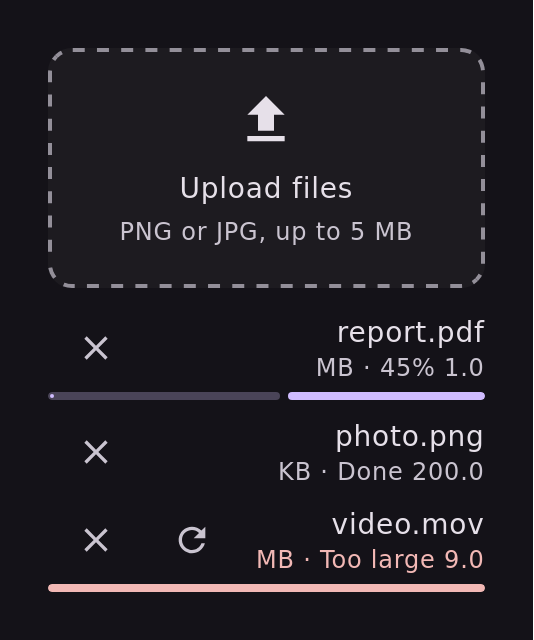 Upload files
PNG or JPG, up to 5 MB
report.pdf
MB · 45% 1.0
photo.png
KB · Done 200.0
video.mov
MB · Too large 9.0